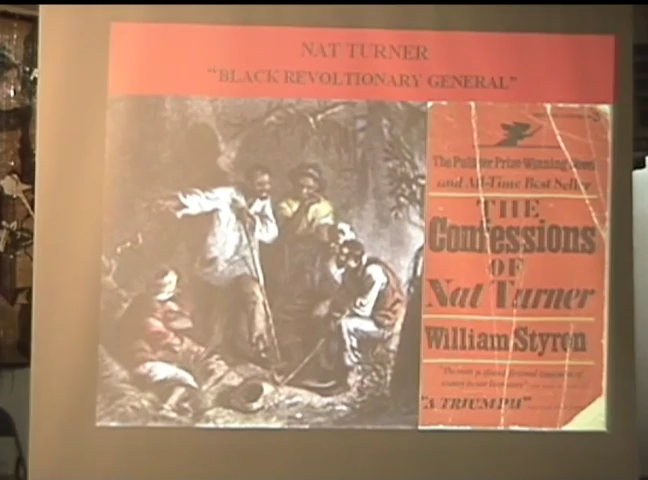 NAT TURNER
"BLACK REVOLTIONARY GENERAL"
The Pulitzer Prize-Winning Novel
and All-Time Best Seller
THE
Confessions
OF
Nat Turner
William Styron
"A TRIUMPH"